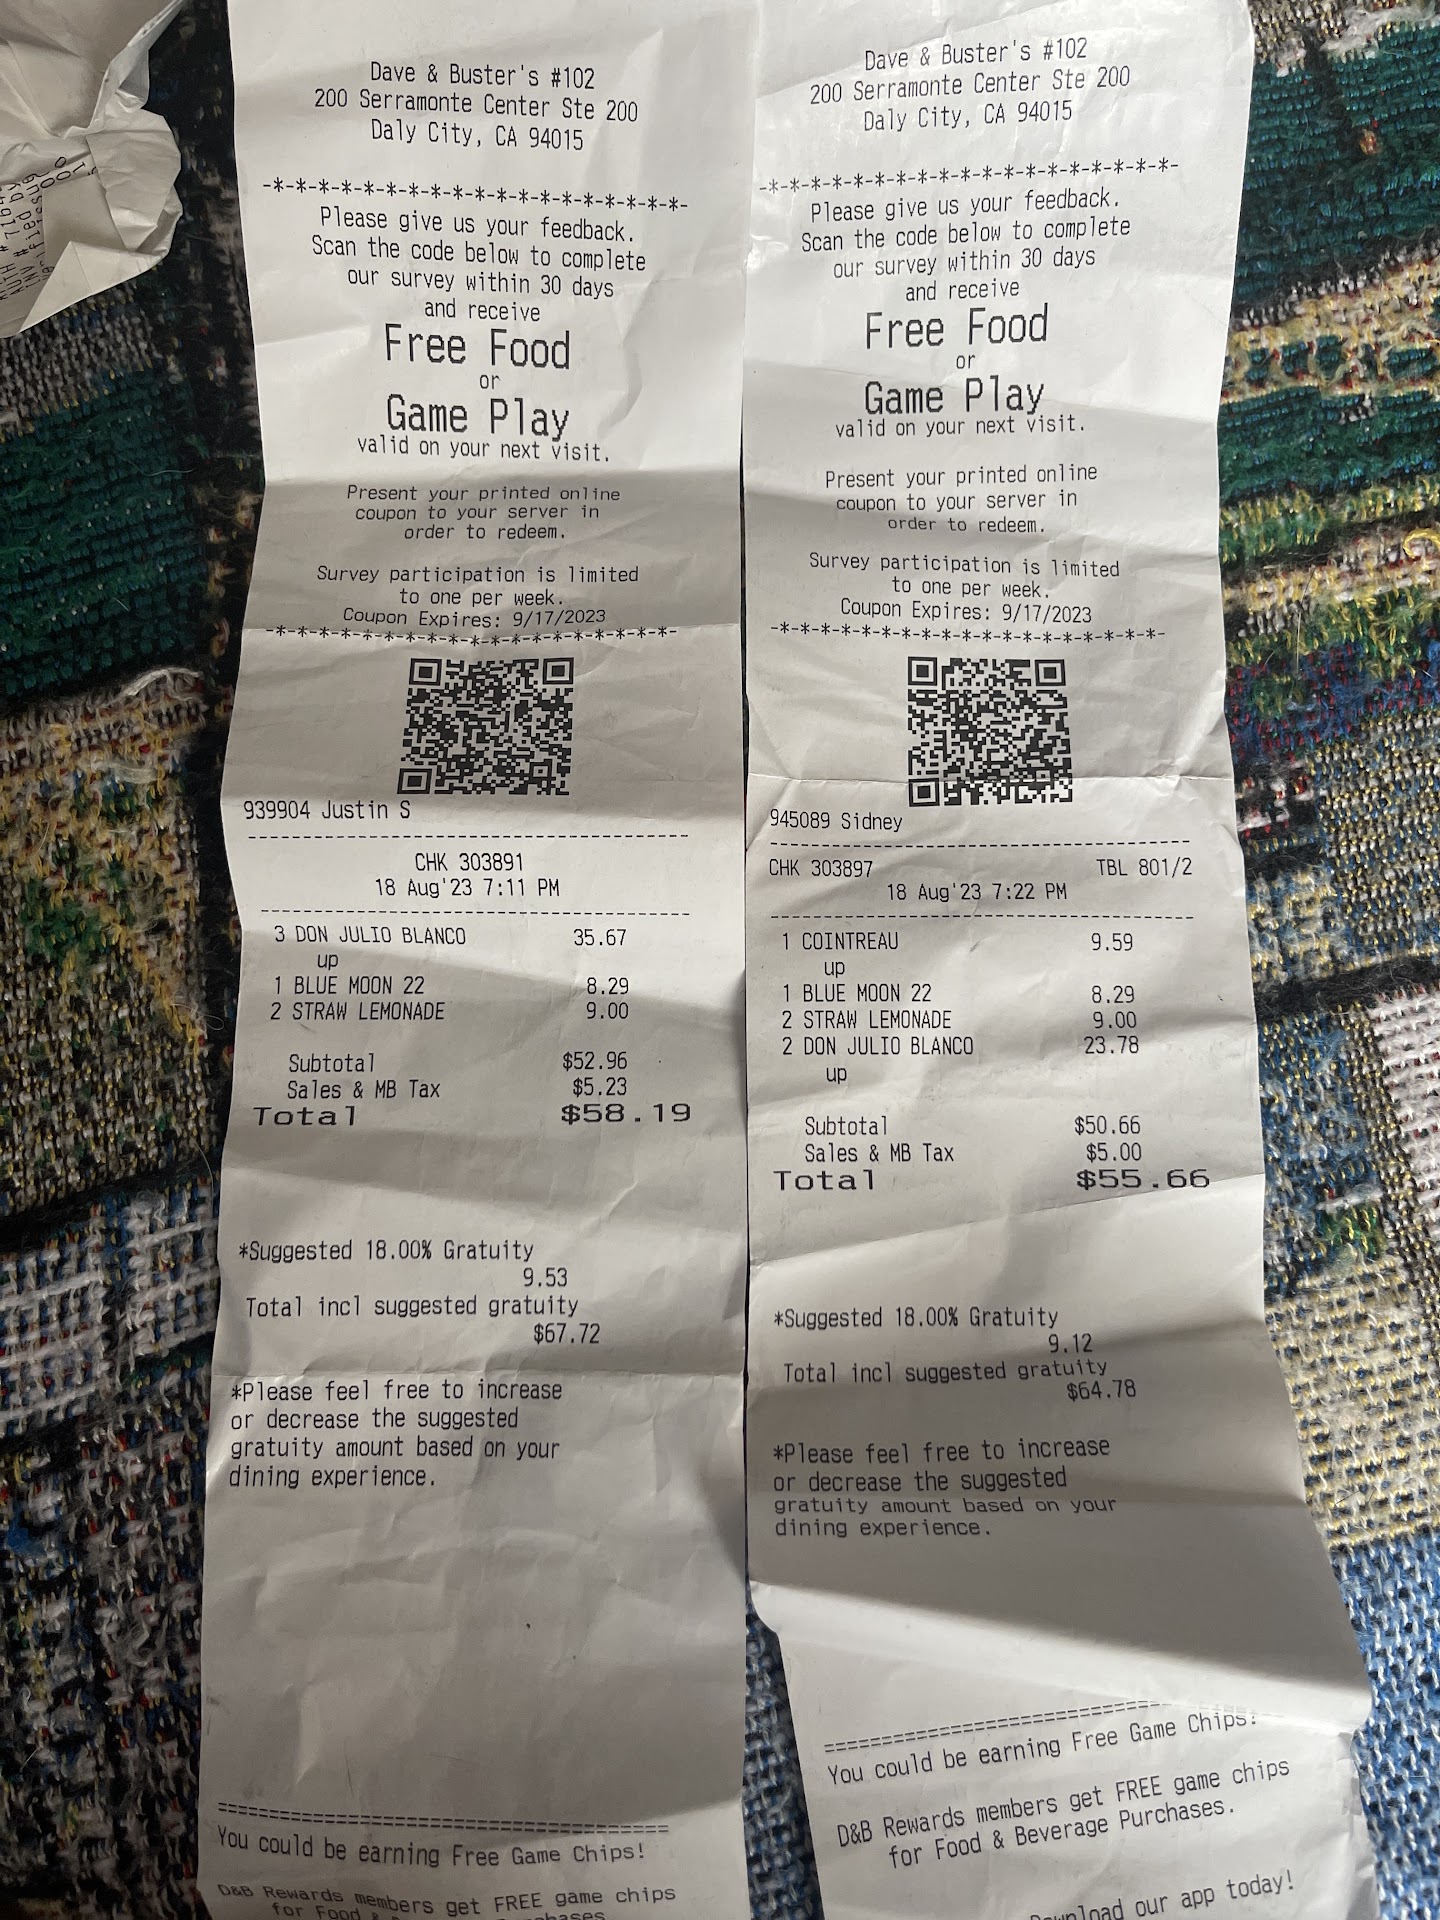 Dave & Buster's #102
200 Serramonte Center Ste 200
Daly City, CA 94015
-*-*-*-*-*-*-*-*-*-*-*-*-*-*-*-*-*-*-
Please give us your feedback.
Scan the code below to complete
our survey within 30 days
and receive
Free Food
or
Game Play
valid on your next visit.
Present your printed online
coupon to your server in
order to redeem.
Survey participation is limited
to one per week.
Coupon Expires: 9/17/2023
-*-*-*-*-*-*-*-*-*-*-*-*-*-*-*-*-*-*-
939904 Justin S
----------------------------------------
CHK 303891
18 Aug'23 7:11 PM
----------------------------------------
3 DON JULIO BLANCO 35.67
up
1 BLUE MOON 22 8.29
2 STRAW LEMONADE 9.00
Subtotal $52.96
Sales & MB Tax $5.23
Total $58.19
*Suggested 18.00% Gratuity
9.53
Total incl suggested gratuity
$67.72
*Please feel free to increase
or decrease the suggested
gratuity amount based on your
dining experience.
========================================
You could be earning Free Game Chips!
D&B Rewards members get FREE game chips
for Food &
Dave & Buster's #102
200 Serramonte Center Ste 200
Daly City, CA 94015
-*-*-*-*-*-*-*-*-*-*-*-*-*-*-*-*-*-*-
Please give us your feedback.
Scan the code below to complete
our survey within 30 days
and receive
Free Food
or
Game Play
valid on your next visit.
Present your printed online
coupon to your server in
order to redeem.
Survey participation is limited
to one per week.
Coupon Expires: 9/17/2023
-*-*-*-*-*-*-*-*-*-*-*-*-*-*-*-*-*-*-
945089 Sidney
----------------------------------------
CHK 303897 TBL 801/2
18 Aug'23 7:22 PM
----------------------------------------
1 COINTREAU 9.59
up
1 BLUE MOON 22 8.29
2 STRAW LEMONADE 9.00
2 DON JULIO BLANCO 23.78
up
Subtotal $50.66
Sales & MB Tax $5.00
Total $55.66
*Suggested 18.00% Gratuity
9.12
Total incl suggested gratuity
$64.78
*Please feel free to increase
or decrease the suggested
gratuity amount based on your
dining experience.
========================================
You could be earning Free Game Chips!
D&B Rewards members get FREE game chips
for Food & Beverage Purchases.
our app today!